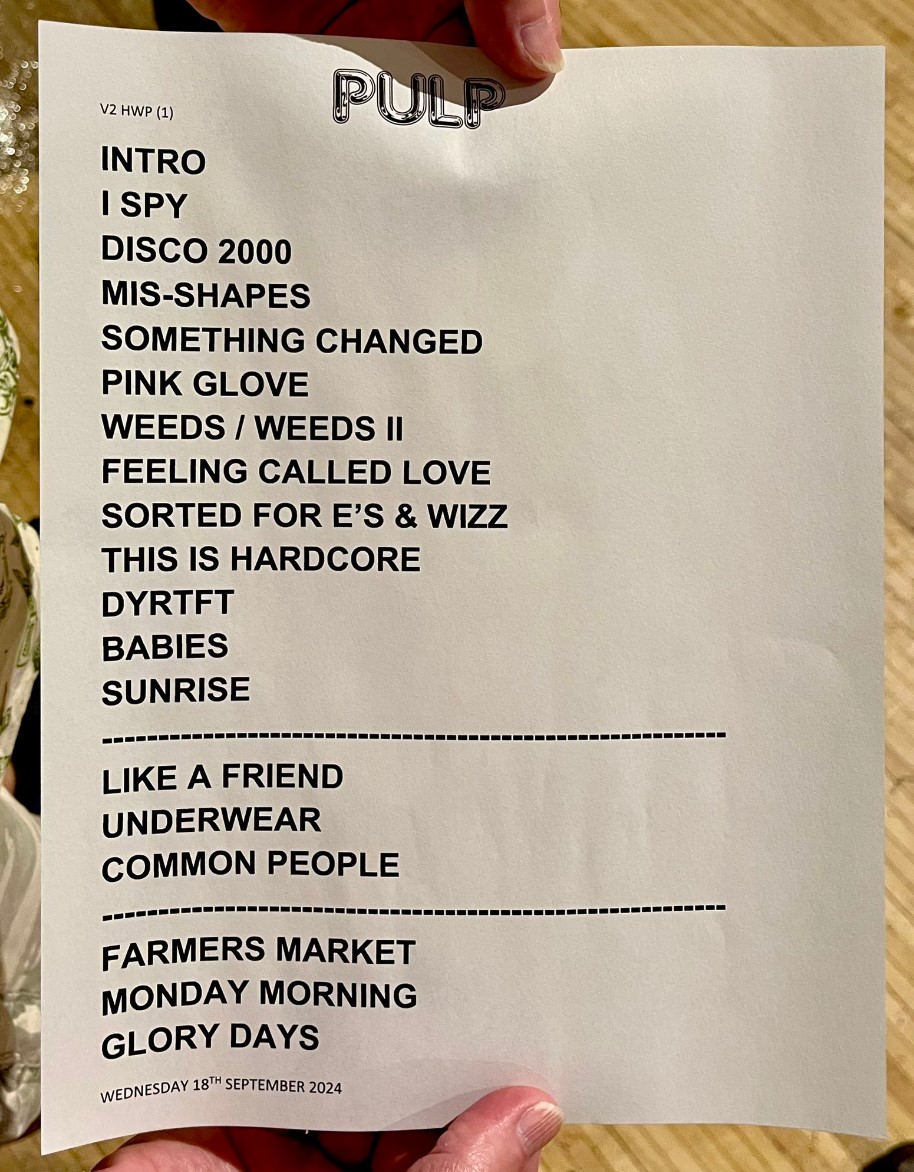 PULP
V2 HWP (1)
INTRO
I SPY
DISCO 2000
MIS-SHAPES
SOMETHING CHANGED
PINK GLOVE
WEEDS / WEEDS II
FEELING CALLED LOVE
SORTED FOR E’S & WIZZ
THIS IS HARDCORE
DYRTFT
BABIES
SUNRISE
--------------------------------------------------------
LIKE A FRIEND
UNDERWEAR
COMMON PEOPLE
--------------------------------------------------------
FARMERS MARKET
MONDAY MORNING
GLORY DAYS
WEDNESDAY 18TH SEPTEMBER 2024